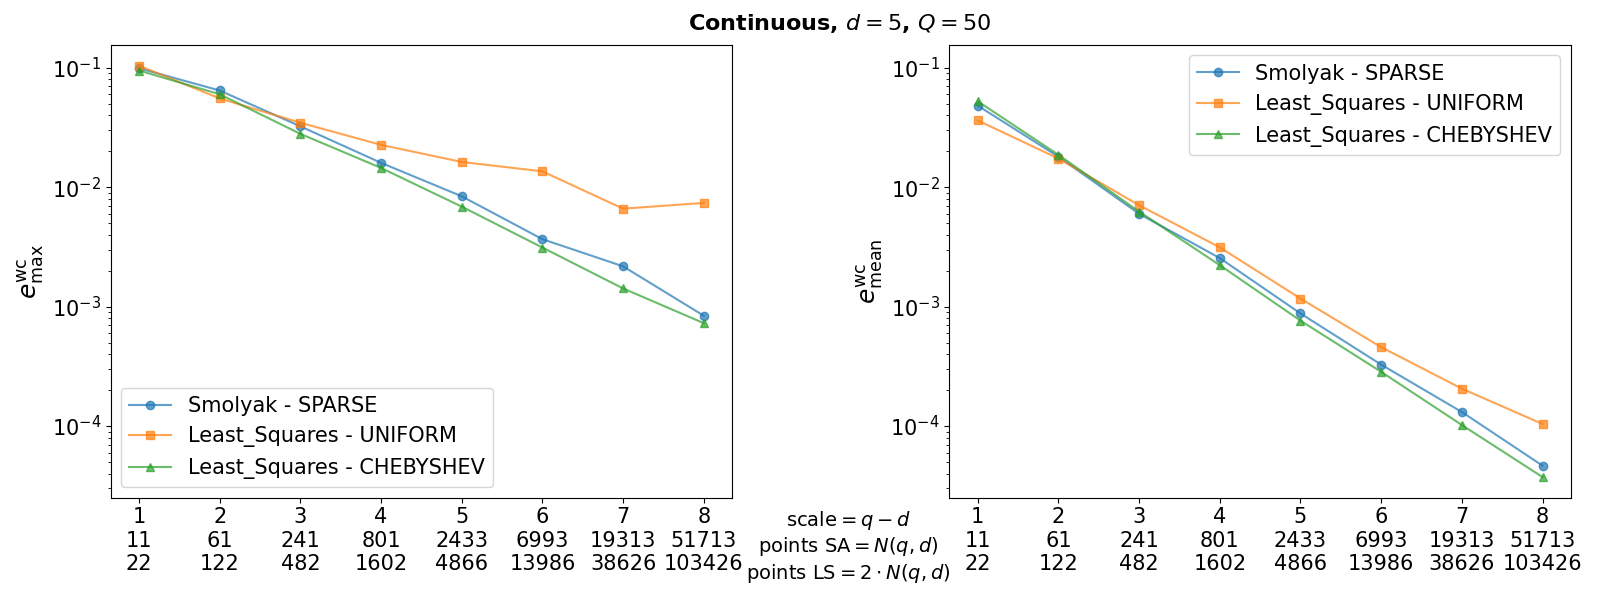 Continuous, d = 5, Q = 50
10⁻¹
10⁻²
10⁻³
10⁻⁴
e^wc_max
Smolyak - SPARSE
Least_Squares - UNIFORM
Least_Squares - CHEBYSHEV
1 2 3 4 5 6 7 8
11 61 241 801 2433 6993 19313 51713
22 122 482 1602 4866 13986 38626 103426
scale = q − d
points SA = N(q, d)
points LS = 2 · N(q, d)
10⁻¹
10⁻²
10⁻³
10⁻⁴
e^wc_mean
Smolyak - SPARSE
Least_Squares - UNIFORM
Least_Squares - CHEBYSHEV
1 2 3 4 5 6 7 8
11 61 241 801 2433 6993 19313 51713
22 122 482 1602 4866 13986 38626 103426